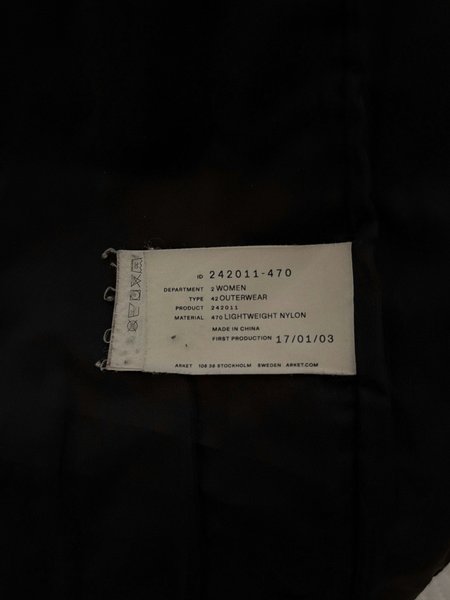 ID 242011-470
DEPARTMENT 2 WOMEN
TYPE 42 OUTERWEAR
PRODUCT 242011
MATERIAL 470 LIGHTWEIGHT NYLON
MADE IN CHINA
FIRST PRODUCTION 17/01/03
ARKET 106 38 STOCKHOLM SWEDEN ARKET.COM